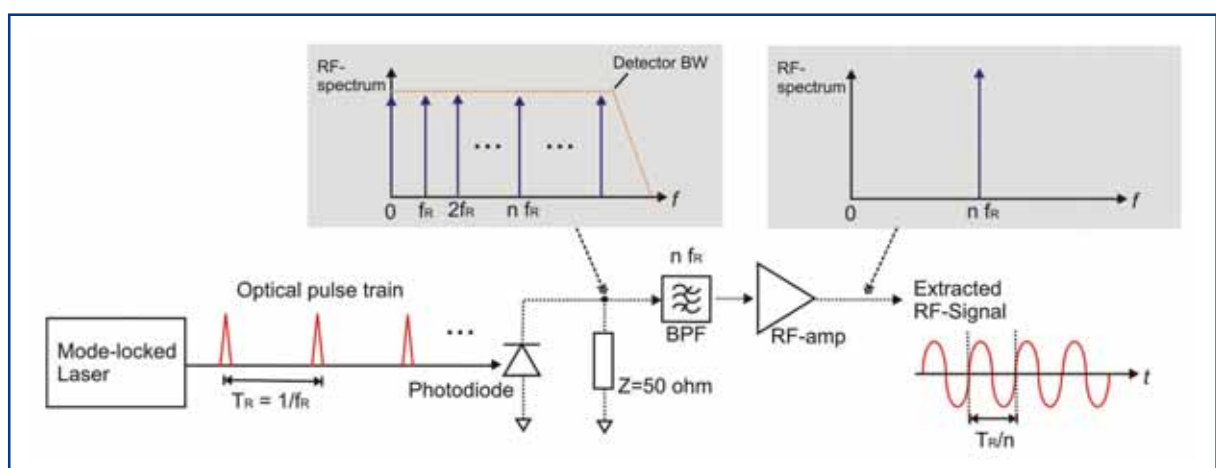 RF-
spectrum
Detector BW
...
...
f
0 fR 2fR n fR
RF-
spectrum
f
0 n fR
Optical pulse train
Mode-locked
Laser
...
TR = 1/fR
Photodiode
Z=50 ohm
n fR
BPF
RF-amp
Extracted
RF-Signal
t
TR/n